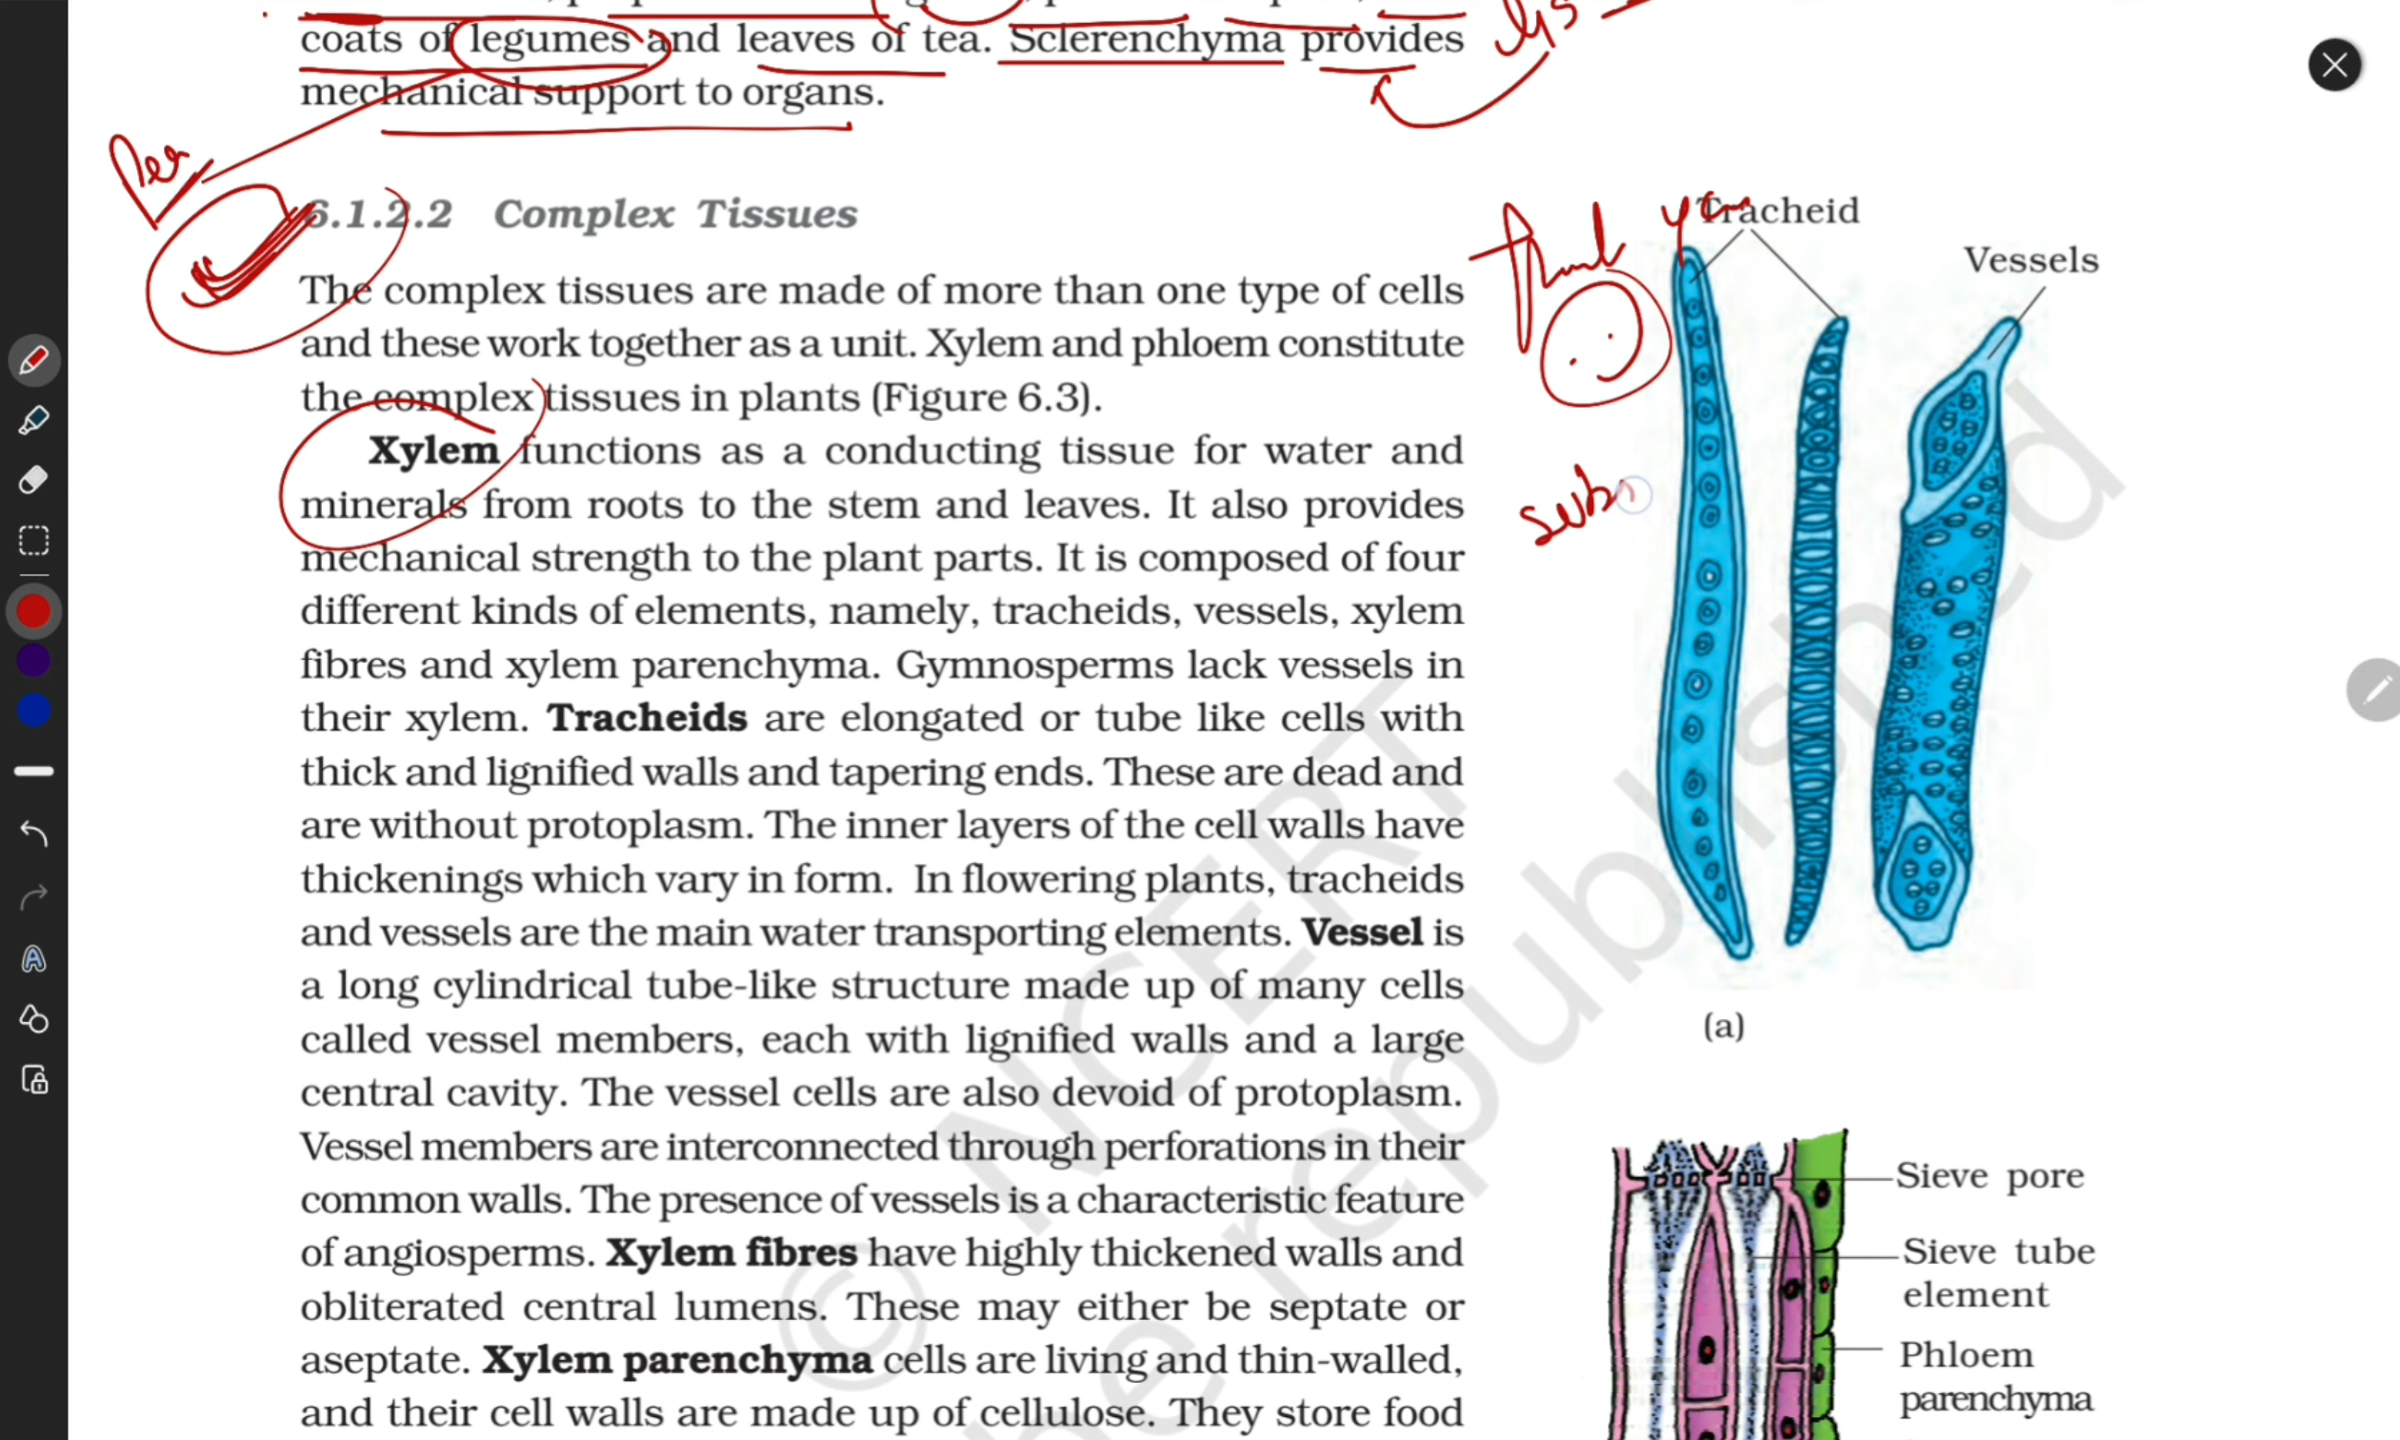 coats of legumes and leaves of tea. Sclerenchyma provides
mechanical support to organs.
6.1.2.2 Complex Tissues
The complex tissues are made of more than one type of cells
and these work together as a unit. Xylem and phloem constitute
the complex tissues in plants (Figure 6.3).
Xylem functions as a conducting tissue for water and
minerals from roots to the stem and leaves. It also provides
mechanical strength to the plant parts. It is composed of four
different kinds of elements, namely, tracheids, vessels, xylem
fibres and xylem parenchyma. Gymnosperms lack vessels in
their xylem. Tracheids are elongated or tube like cells with
thick and lignified walls and tapering ends. These are dead and
are without protoplasm. The inner layers of the cell walls have
thickenings which vary in form. In flowering plants, tracheids
and vessels are the main water transporting elements. Vessel is
a long cylindrical tube-like structure made up of many cells
called vessel members, each with lignified walls and a large
central cavity. The vessel cells are also devoid of protoplasm.
Vessel members are interconnected through perforations in their
common walls. The presence of vessels is a characteristic feature
of angiosperms. Xylem fibres have highly thickened walls and
obliterated central lumens. These may either be septate or
aseptate. Xylem parenchyma cells are living and thin-walled,
and their cell walls are made up of cellulose. They store food
Tracheid
Vessels
(a)
Sieve pore
Sieve tube
element
Phloem
parenchyma
© NCERT
republished